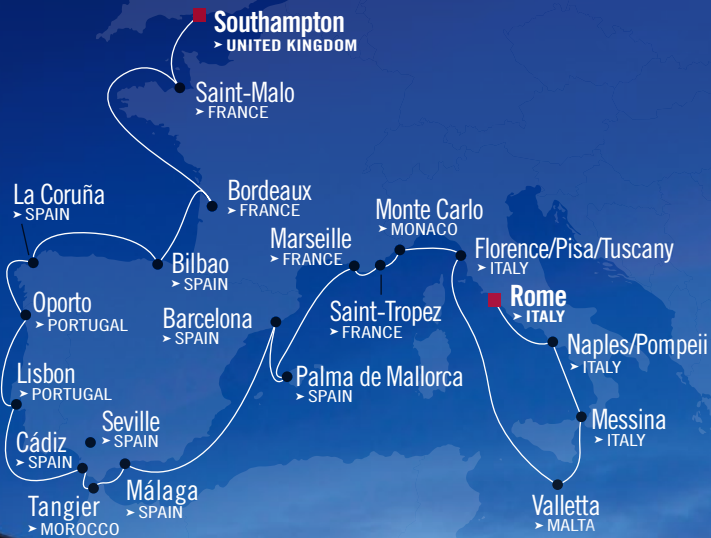 Southampton
➤ UNITED KINGDOM
Saint-Malo
➤ FRANCE
Bordeaux
➤ FRANCE
La Coruña
➤ SPAIN
Bilbao
➤ SPAIN
Oporto
➤ PORTUGAL
Lisbon
➤ PORTUGAL
Cádiz
➤ SPAIN
Seville
➤ SPAIN
Tangier
➤ MOROCCO
Málaga
➤ SPAIN
Barcelona
➤ SPAIN
Palma de Mallorca
➤ SPAIN
Marseille
➤ FRANCE
Saint-Tropez
➤ FRANCE
Monte Carlo
➤ MONACO
Florence/Pisa/Tuscany
➤ ITALY
Rome
➤ ITALY
Naples/Pompeii
➤ ITALY
Messina
➤ ITALY
Valletta
➤ MALTA